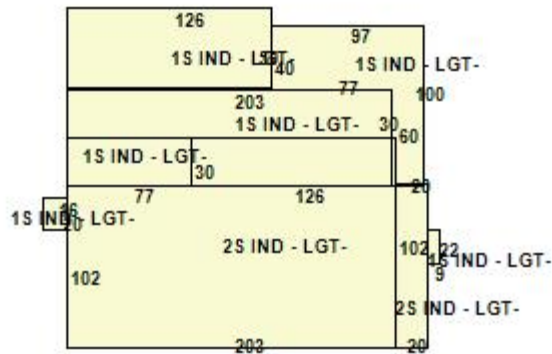 126
97
1S IND - LGT-
40
1S IND - LGT-
77
100
203
1S IND - LGT-
30
60
1S IND - LGT-
30
20
77
126
16
1S IND - LGT-
20
2S IND - LGT-
102
22
1S IND - LGT-
9
102
2S IND - LGT-
203
20